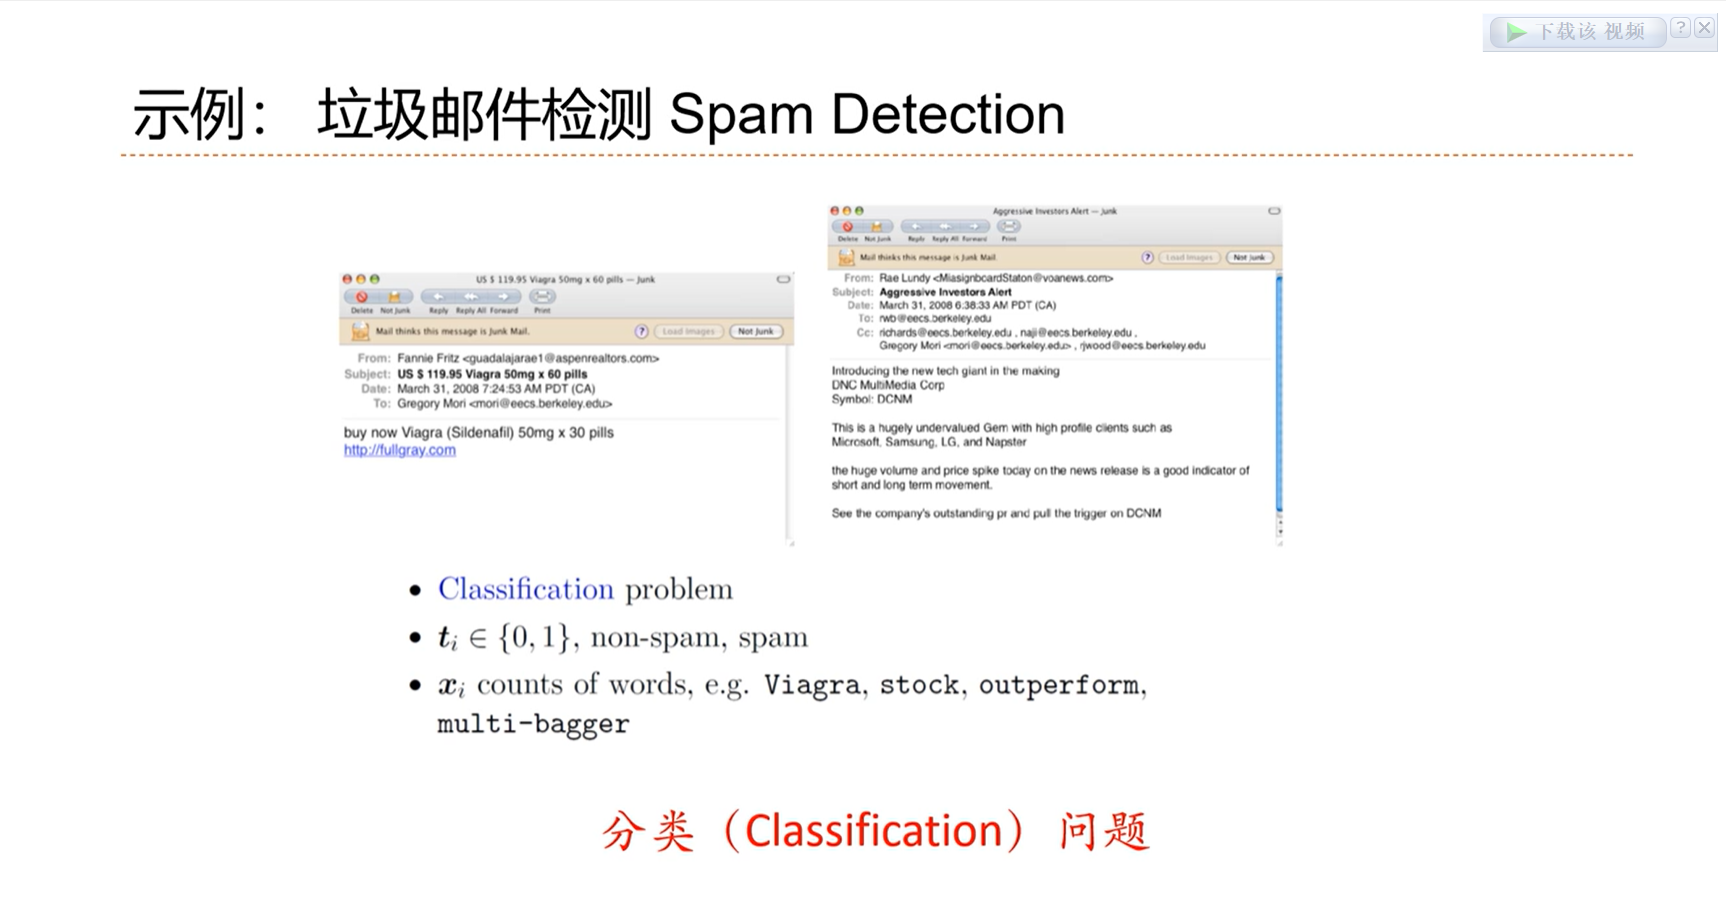 下载该 视频
示例： 垃圾邮件检测 Spam Detection
US $ 119.95 Viagra 50mg x 60 pills — Junk
Delete Not Junk Reply Reply All Forward Print
Mail thinks this message is Junk Mail. ? Load Images Not Junk
From: Fannie Fritz <guadalajarae1@aspenrealtors.com>
Subject: US $ 119.95 Viagra 50mg x 60 pills
Date: March 31, 2008 7:24:53 AM PDT (CA)
To: Gregory Mori <mori@eecs.berkeley.edu>
buy now Viagra (Sildenafil) 50mg x 30 pills
http://fullgray.com
Aggressive Investors Alert — Junk
Delete Not Junk Reply Reply All Forward Print
Mail thinks this message is Junk Mail. ? Load Images Not Junk
From: Rae Lundy <MiasignboardStaton@voanews.com>
Subject: Aggressive Investors Alert
Date: March 31, 2008 6:38:33 AM PDT (CA)
To: rwb@eecs.berkeley.edu
Cc: richards@eecs.berkeley.edu , naji@eecs.berkeley.edu ,
Gregory Mori <mori@eecs.berkeley.edu> , rjwood@eecs.berkeley.edu
Introducing the new tech giant in the making
DNC MultiMedia Corp
Symbol: DCNM
This is a hugely undervalued Gem with high profile clients such as
Microsoft, Samsung, LG, and Napster
the huge volume and price spike today on the news release is a good indicator of
short and long term movement.
See the company's outstanding pr and pull the trigger on DCNM
• Classification problem
• tᵢ ∈ {0, 1}, non-spam, spam
• xᵢ counts of words, e.g. Viagra, stock, outperform,
multi-bagger
分类（Classification）问题